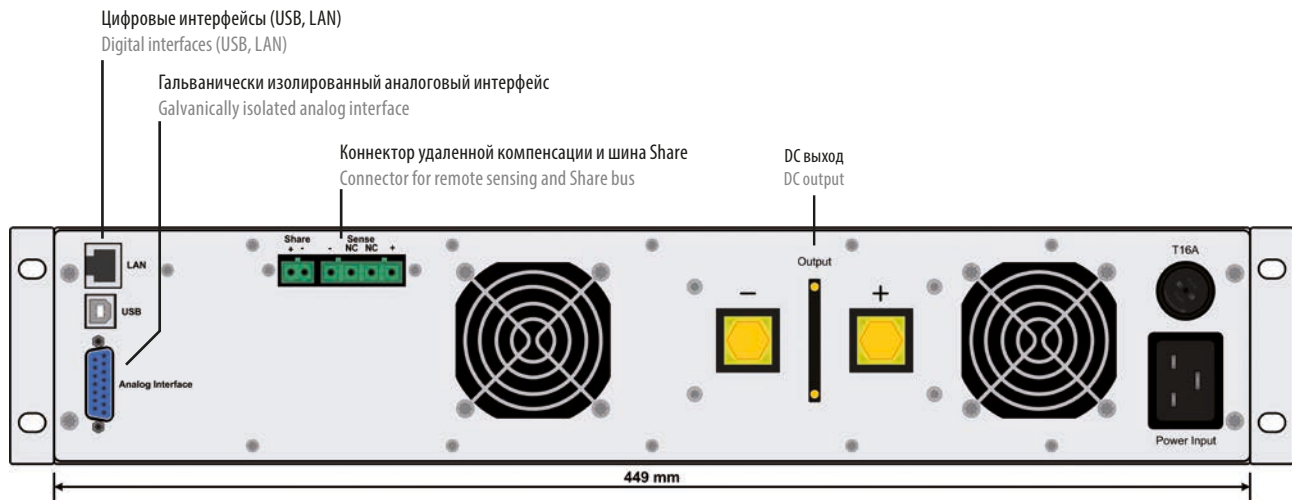 Цифровые интерфейсы (USB, LAN)
Digital interfaces (USB, LAN)
Гальванически изолированный аналоговый интерфейс
Galvanically isolated analog interface
Коннектор удаленной компенсации и шина Share
Connector for remote sensing and Share bus
DC выход
DC output
Share
+ -
Sense
- NC NC +
LAN
USB
Analog Interface
Output
- +
T16A
Power Input
449 mm